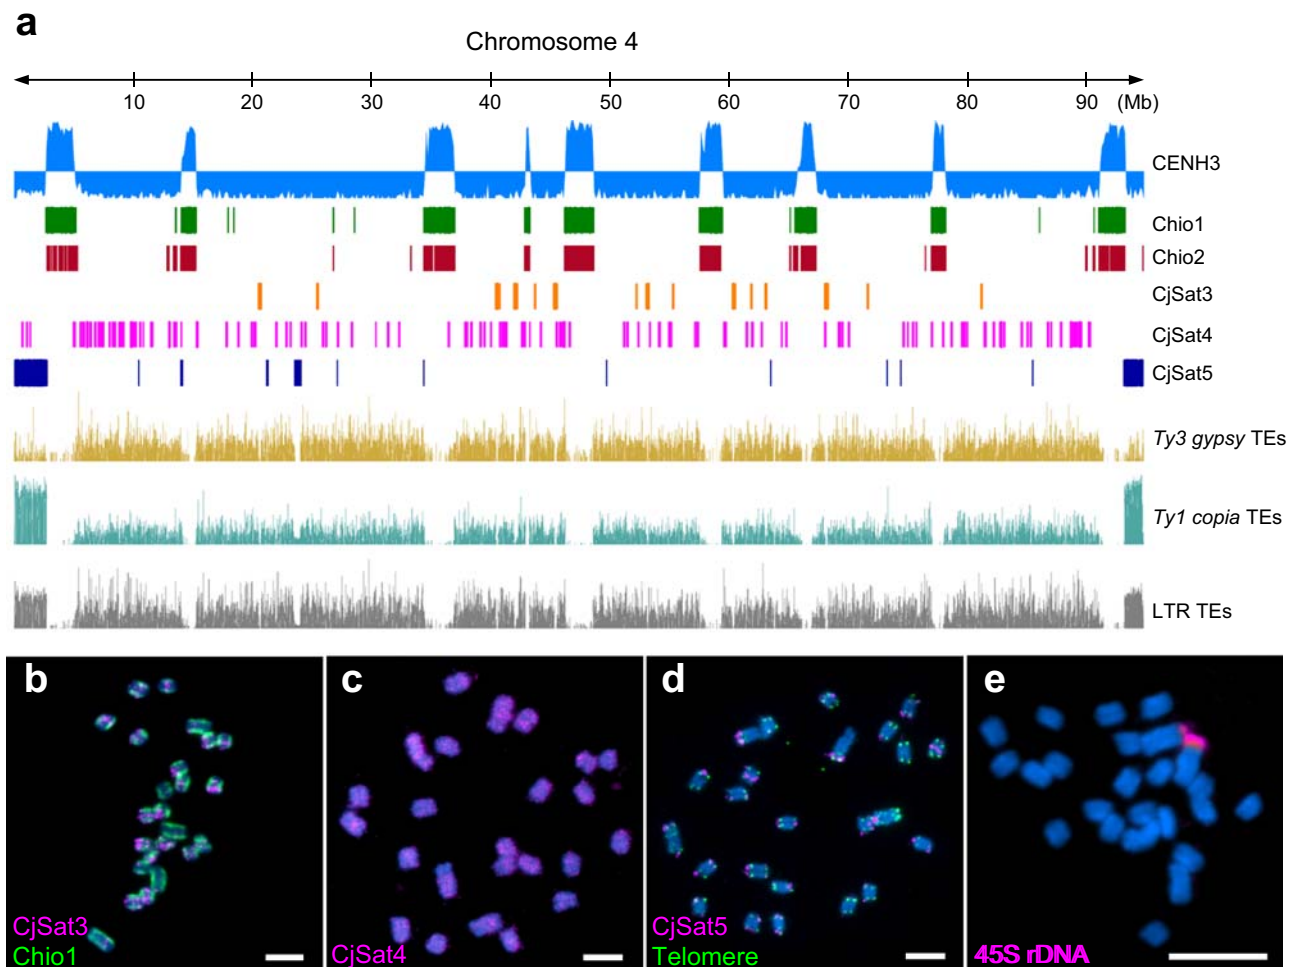 a
Chromosome 4
10 20 30 40 50 60 70 80 90 (Mb)
CENH3
Chio1
Chio2
CjSat3
CjSat4
CjSat5
Ty3 gypsy TEs
Ty1 copia TEs
LTR TEs
b
CjSat3
Chio1
c
CjSat4
d
CjSat5
Telomere
e
45S rDNA